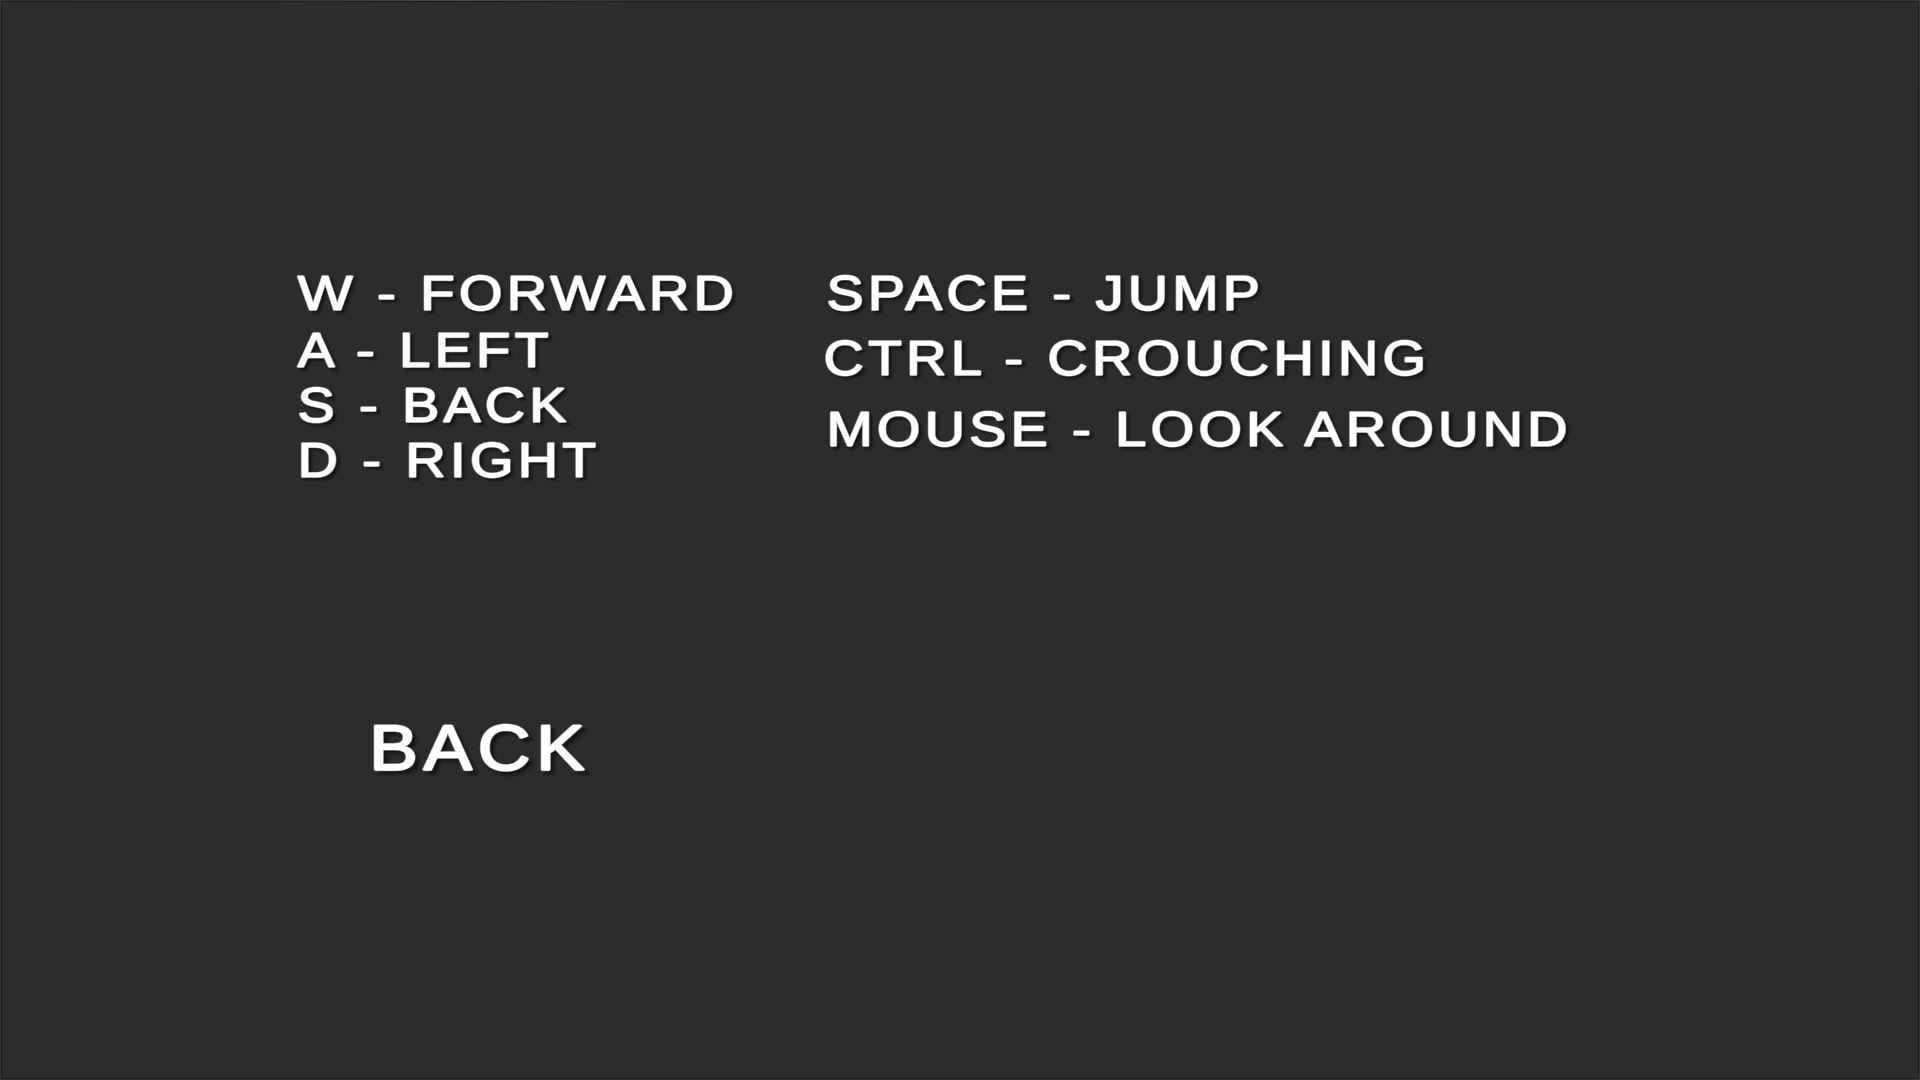 W - FORWARD
A - LEFT
S - BACK
D - RIGHT
SPACE - JUMP
CTRL - CROUCHING
MOUSE - LOOK AROUND
BACK